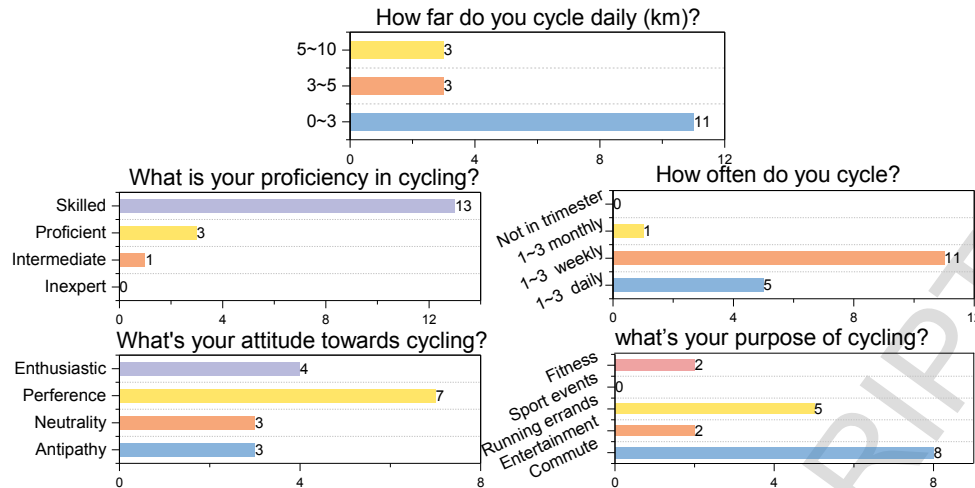 How far do you cycle daily (km)?
5~10
3
3~5
3
0~3
11
0 4 8 12
What is your proficiency in cycling?
Skilled
13
Proficient
3
Intermediate
1
Inexpert
0
0 4 8 12
How often do you cycle?
Not in trimester
0
1~3 monthly
1
1~3 weekly
11
1~3 daily
5
0 4 8 12
What's your attitude towards cycling?
Enthusiastic
4
Perference
7
Neutrality
3
Antipathy
3
0 4 8
what's your purpose of cycling?
Fitness
2
Sport events
0
Running errands
5
Entertainment
2
Commute
8
0 2 4 6 8
RIPT